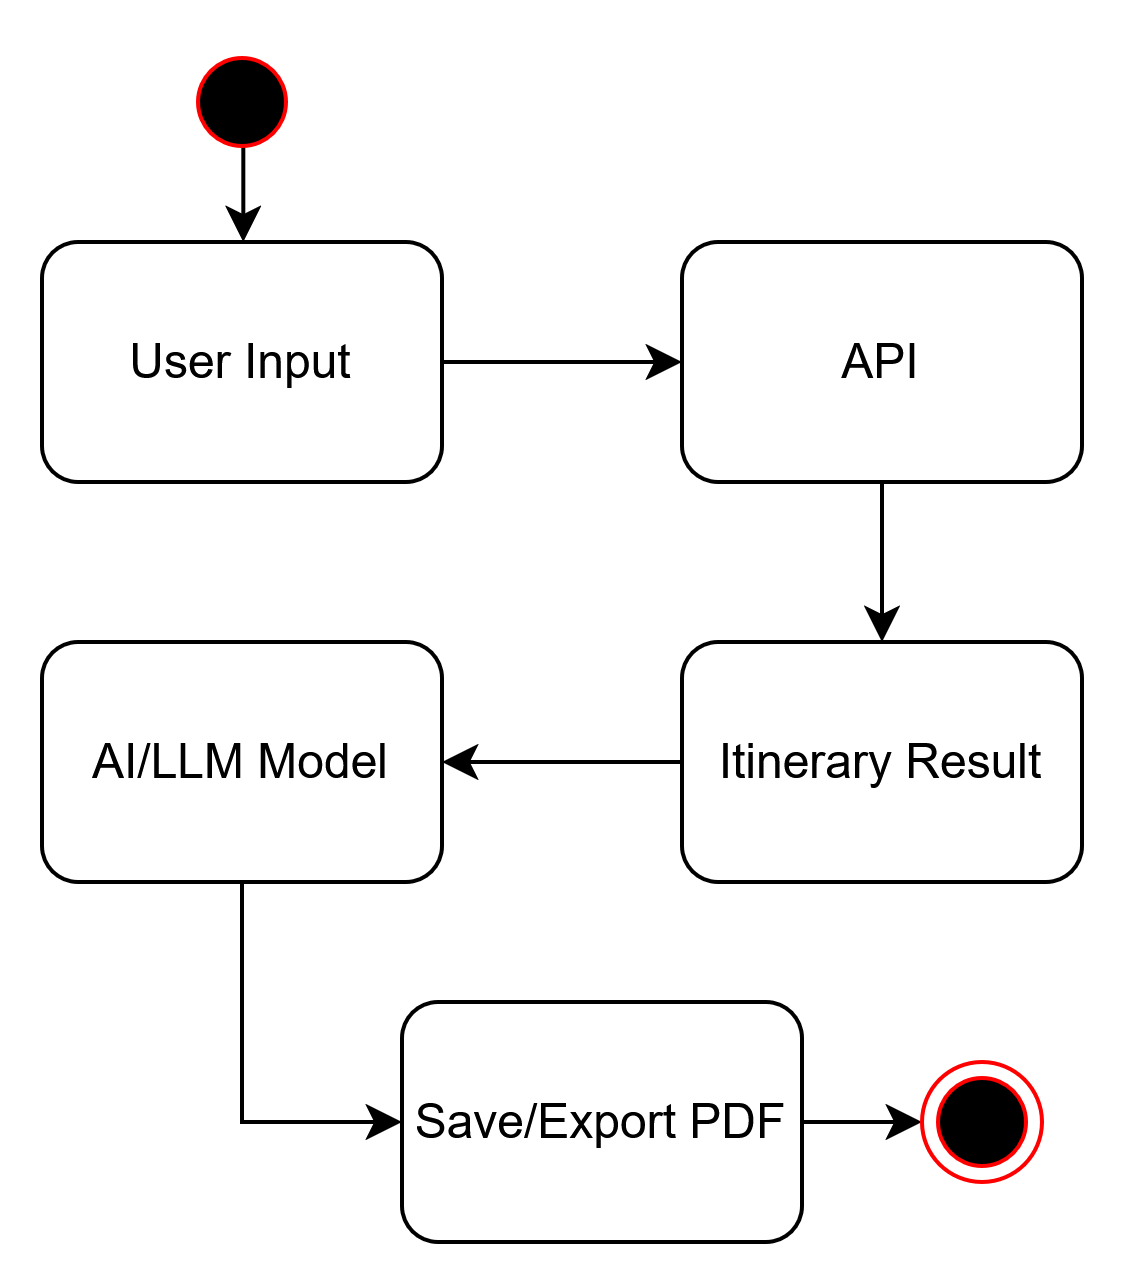 User Input
API
AI/LLM Model
Itinerary Result
Save/Export PDF